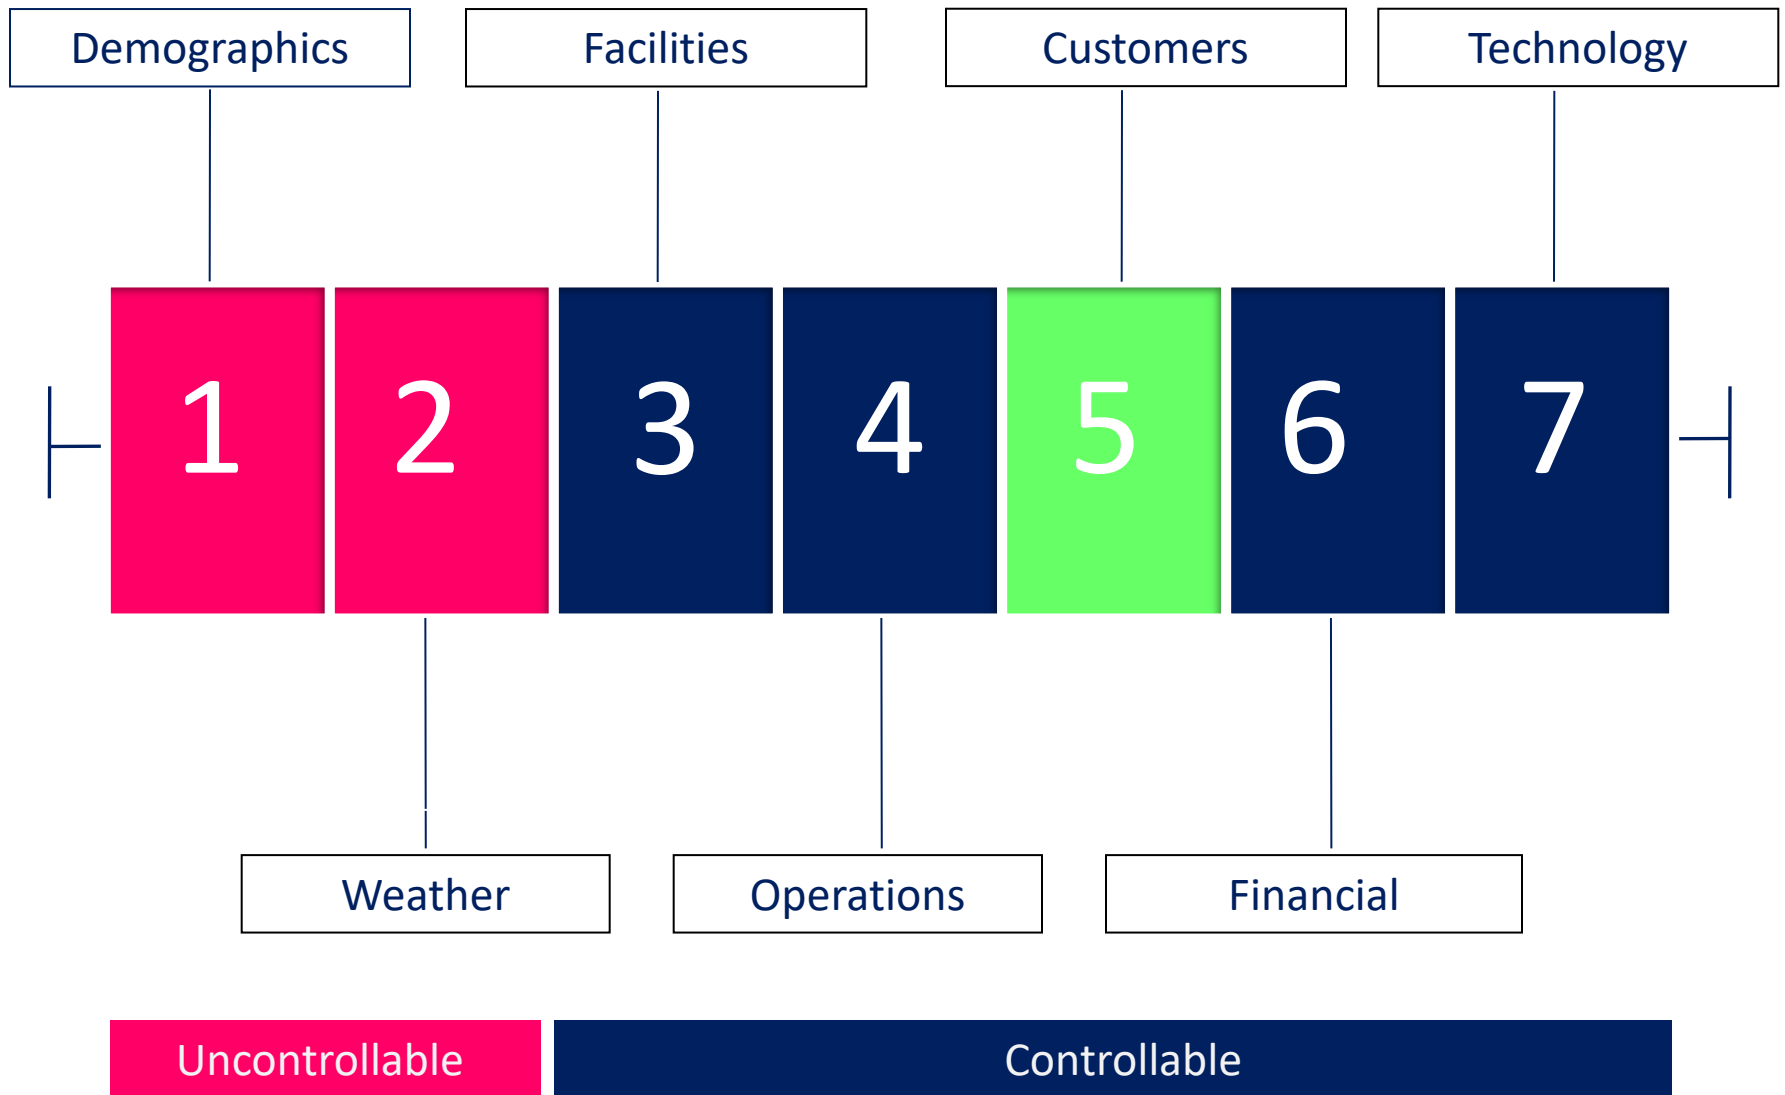 Demographics
Facilities
Customers
Technology
1
2
3
4
5
6
7
Weather
Operations
Financial
Uncontrollable
Controllable